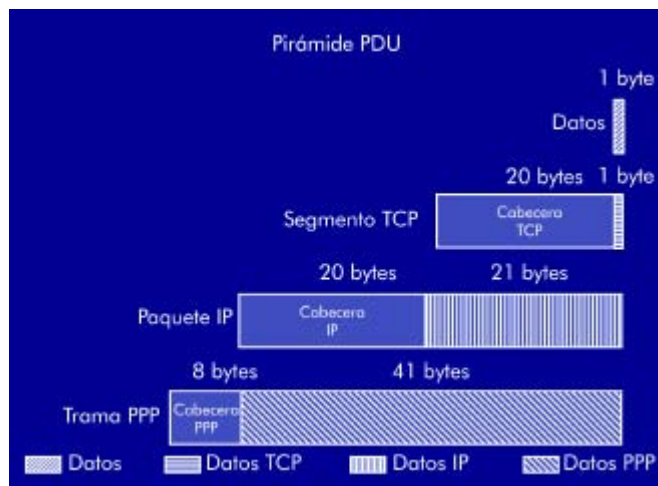 Pirámide PDU
1 byte
Datos
20 bytes 1 byte
Segmento TCP
Cabecera
TCP
20 bytes 21 bytes
Paquete IP
Cabecera
IP
8 bytes 41 bytes
Trama PPP
Cabecera
PPP
Datos Datos TCP Datos IP Datos PPP